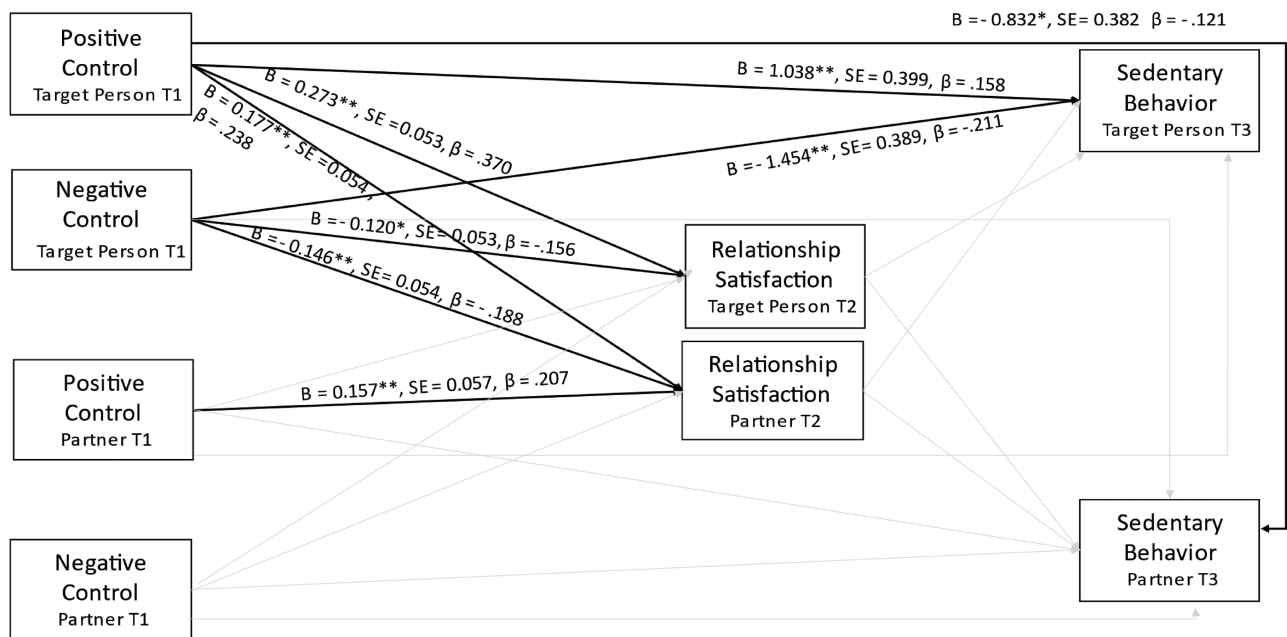 B = - 0.832*, SE= 0.382 β = - .121
Positive
Control
Target Person T1
B = 1.038**, SE= 0.399, β = .158
Sedentary
Behavior
Target Person T3
B = 0.273**, SE =0.053, β = .370
B = 0.177**, SE =0.054,
β = .238
B = - 1.454**, SE= 0.389, β = -.211
Negative
Control
Target Person T1
B = - 0.120*, SE= 0.053, β = -.156
B = - 0.146**, SE= 0.054, β = - .188
Relationship
Satisfaction
Target Person T2
Relationship
Satisfaction
Partner T2
Positive
Control
Partner T1
B = 0.157**, SE= 0.057, β = .207
Sedentary
Behavior
Partner T3
Negative
Control
Partner T1